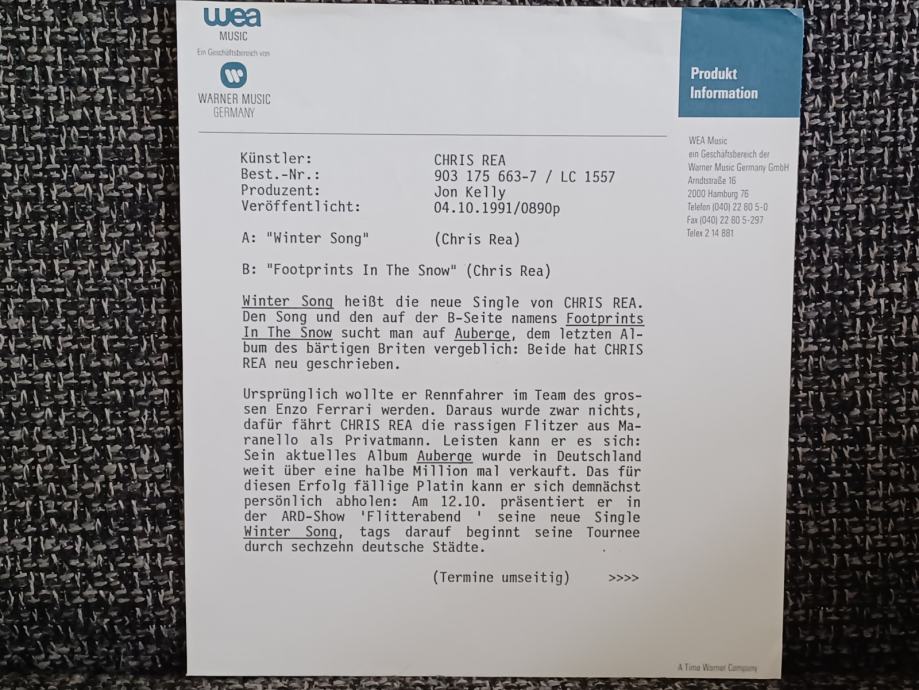 wea
MUSIC
Ein Geschäftsbereich von
WARNER MUSIC
GERMANY
Produkt
Information
WEA Music
ein Geschäftsbereich der
Warner Music Germany GmbH
Arndtstraße 16
2000 Hamburg 76
Telefon (040) 22 80 5-0
Fax (040) 22 80 5-297
Telex 2 14 881
Künstler: CHRIS REA
Best.-Nr.: 903 175 663-7 / LC 1557
Produzent: Jon Kelly
Veröffentlicht: 04.10.1991/0890p
A: "Winter Song" (Chris Rea)
B: "Footprints In The Snow" (Chris Rea)
Winter Song heißt die neue Single von CHRIS REA.
Den Song und den auf der B-Seite namens Footprints
In The Snow sucht man auf Auberge, dem letzten Al-
bum des bärtigen Briten vergeblich: Beide hat CHRIS
REA neu geschrieben.
Ursprünglich wollte er Rennfahrer im Team des gros-
sen Enzo Ferrari werden. Daraus wurde zwar nichts,
dafür fährt CHRIS REA die rassigen Flitzer aus Ma-
ranello als Privatmann. Leisten kann er es sich:
Sein aktuelles Album Auberge wurde in Deutschland
weit über eine halbe Million mal verkauft. Das für
diesen Erfolg fällige Platin kann er sich demnächst
persönlich abholen: Am 12.10. präsentiert er in
der ARD-Show 'Flitterabend ' seine neue Single
Winter Song, tags darauf beginnt seine Tournee
durch sechzehn deutsche Städte.
(Termine umseitig) >>>>
A Time Warner Company